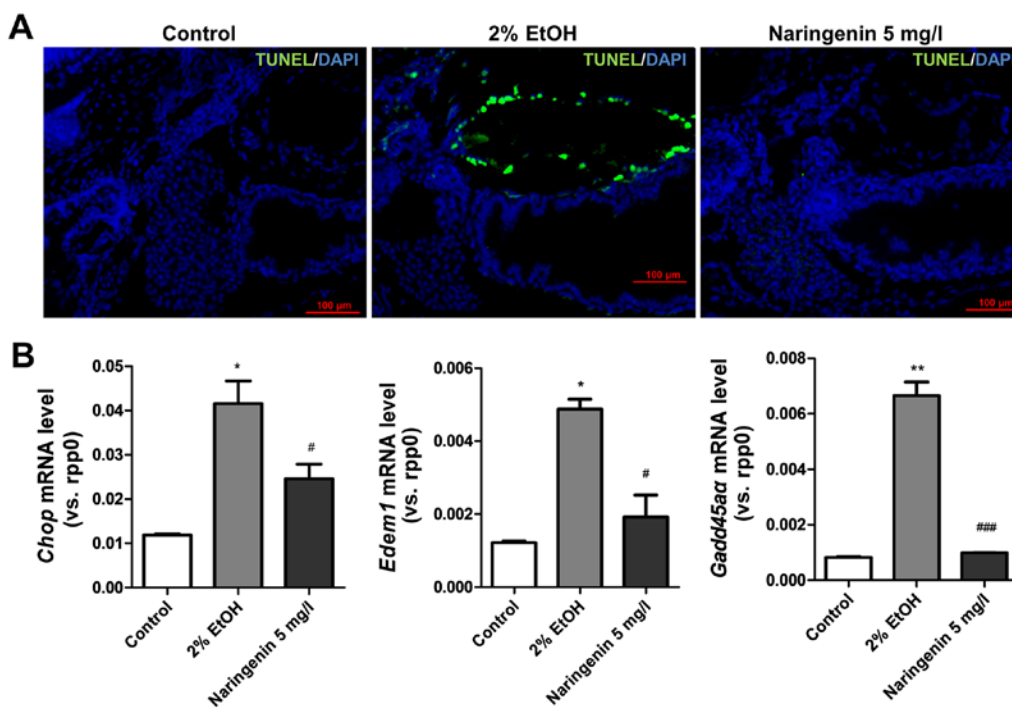 A
Control
2% EtOH
Naringenin 5 mg/l
TUNEL/DAPI
TUNEL/DAPI
TUNEL/DAPI
100 μm
100 μm
100 μm
B
Chop mRNA level
(vs. rpp0)
0.05
0.04
0.03
0.02
0.01
0.00
*
#
Control
2% EtOH
Naringenin 5 mg/l
Edem1 mRNA level
(vs. rpp0)
0.006
0.004
0.002
0.000
*
#
Control
2% EtOH
Naringenin 5 mg/l
Gadd45aα mRNA level
(vs. rpp0)
0.008
0.006
0.004
0.002
0.000
**
###
Control
2% EtOH
Naringenin 5 mg/l